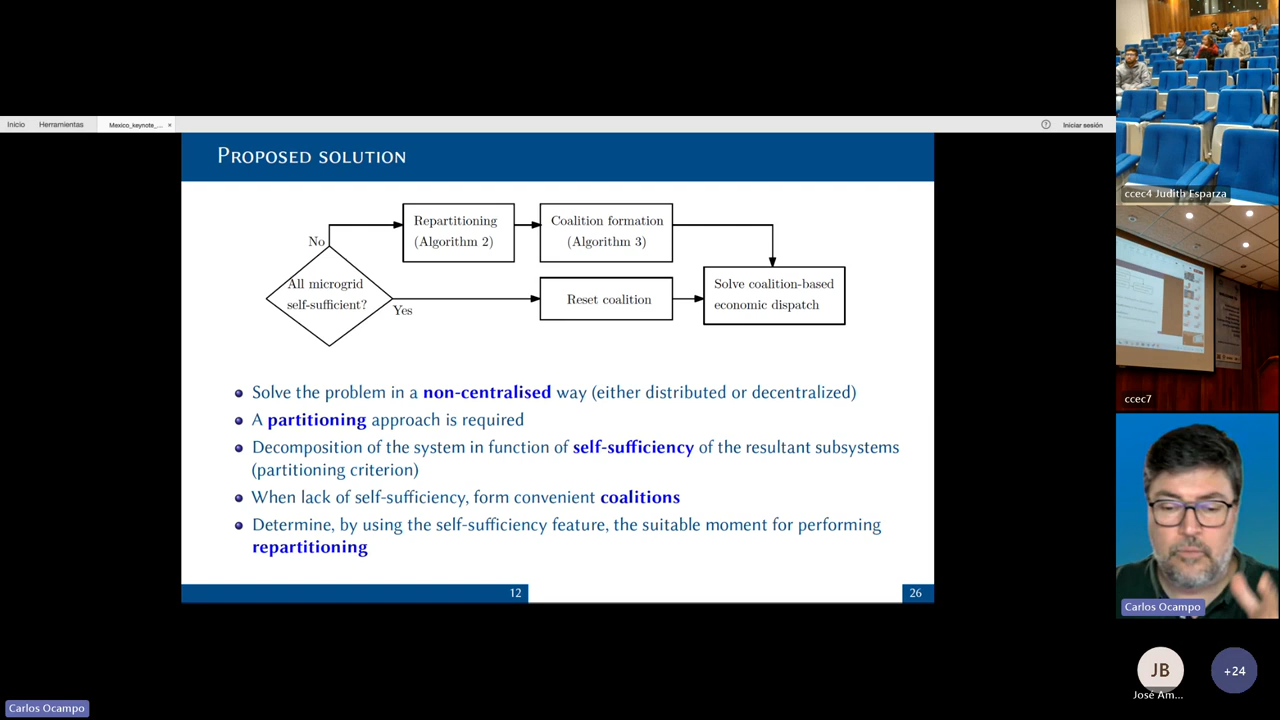 Inicio
Herramientas
Mexico_keynote_...
×
?
Iniciar sesión
PROPOSED SOLUTION
Repartitioning
(Algorithm 2)
Coalition formation
(Algorithm 3)
No
All microgrid
self-sufficient?
Yes
Reset coalition
Solve coalition-based
economic dispatch
Solve the problem in a non-centralised way (either distributed or decentralized)
A partitioning approach is required
Decomposition of the system in function of self-sufficiency of the resultant subsystems
(partitioning criterion)
When lack of self-sufficiency, form convenient coalitions
Determine, by using the self-sufficiency feature, the suitable moment for performing
repartitioning
12
26
ccec4 Judith Esparza
ccec7
Carlos Ocampo
JB
José Am...
+24
Carlos Ocampo